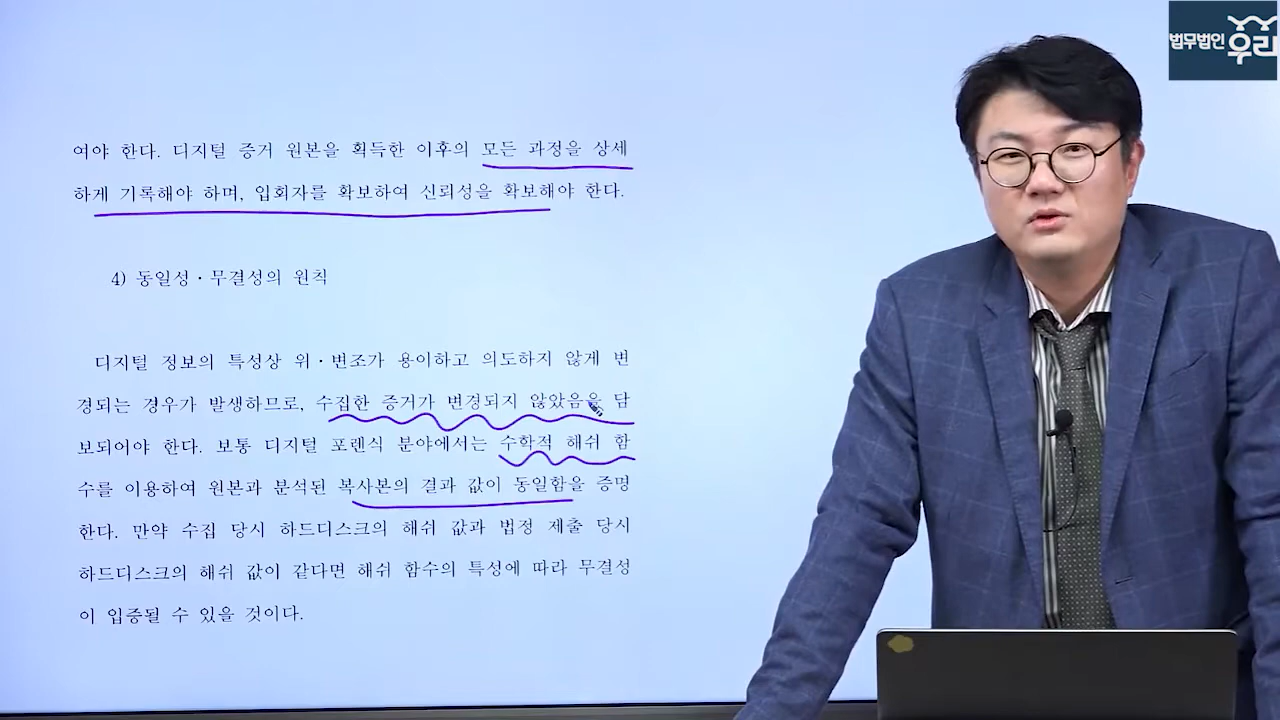 법무법인 우리
여야 한다. 디지털 증거 원본을 획득한 이후의 모든 과정을 상세
하게 기록해야 하며, 입회자를 확보하여 신뢰성을 확보해야 한다.
4) 동일성·무결성의 원칙
디지털 정보의 특성상 위·변조가 용이하고 의도하지 않게 변
경되는 경우가 발생하므로, 수집한 증거가 변경되지 않았음을 담
보되어야 한다. 보통 디지털 포렌식 분야에서는 수학적 해쉬 함
수를 이용하여 원본과 분석된 복사본의 결과 값이 동일함을 증명
한다. 만약 수집 당시 하드디스크의 해쉬 값과 법정 제출 당시
하드디스크의 해쉬 값이 같다면 해쉬 함수의 특성에 따라 무결성
이 입증될 수 있을 것이다.